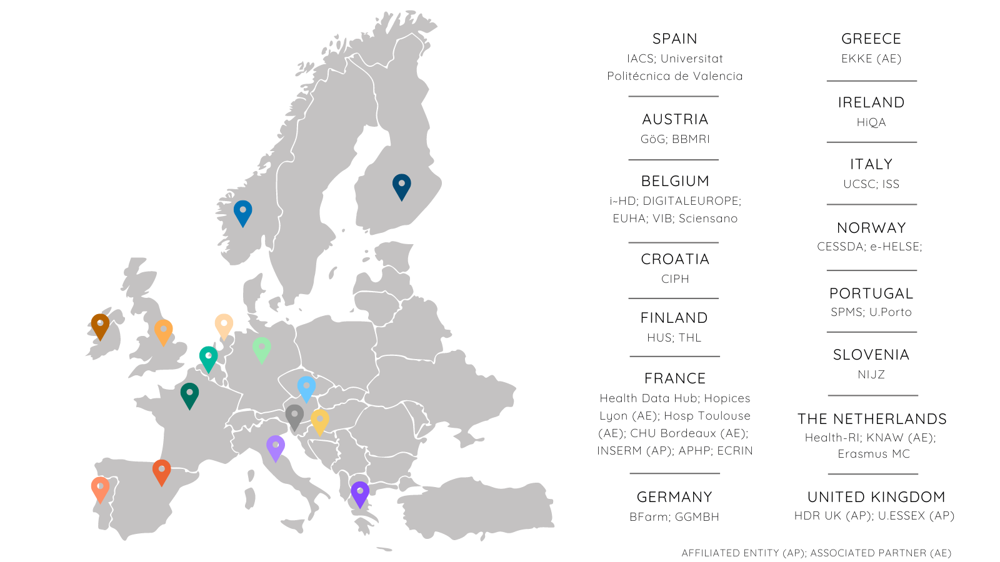 SPAIN
IACS; Universitat
Politécnica de Valencia
AUSTRIA
GöG; BBMRI
BELGIUM
i~HD; DIGITALEUROPE;
EUHA; VIB; Sciensano
CROATIA
CIPH
FINLAND
HUS; THL
FRANCE
Health Data Hub; Hopices
Lyon (AE); Hosp Toulouse
(AE); CHU Bordeaux (AE);
INSERM (AP); APHP; ECRIN
GERMANY
BFarm; GGMBH
GREECE
EKKE (AE)
IRELAND
HiQA
ITALY
UCSC; ISS
NORWAY
CESSDA; e-HELSE;
PORTUGAL
SPMS; U.Porto
SLOVENIA
NIJZ
THE NETHERLANDS
Health-RI; KNAW (AE);
Erasmus MC
UNITED KINGDOM
HDR UK (AP); U.ESSEX (AP)
AFFILIATED ENTITY (AP); ASSOCIATED PARTNER (AE)